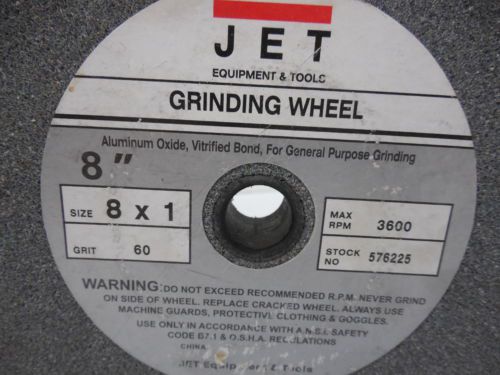 JET
EQUIPMENT & TOOLS
GRINDING WHEEL
Aluminum Oxide, Vitrified Bond, For General Purpose Grinding
8"
SIZE 8 x 1
GRIT 60
MAX RPM 3600
STOCK NO 576225
WARNING: DO NOT EXCEED RECOMMENDED R.P.M. NEVER GRIND
ON SIDE OF WHEEL. REPLACE CRACKED WHEEL. ALWAYS USE
MACHINE GUARDS, PROTECTIVE CLOTHING & GOGGLES.
USE ONLY IN ACCORDANCE WITH A.N.S.I. SAFETY
CODE B7.1 & O.S.H.A. REGULATIONS
CHINA
JET Equipment & Tools